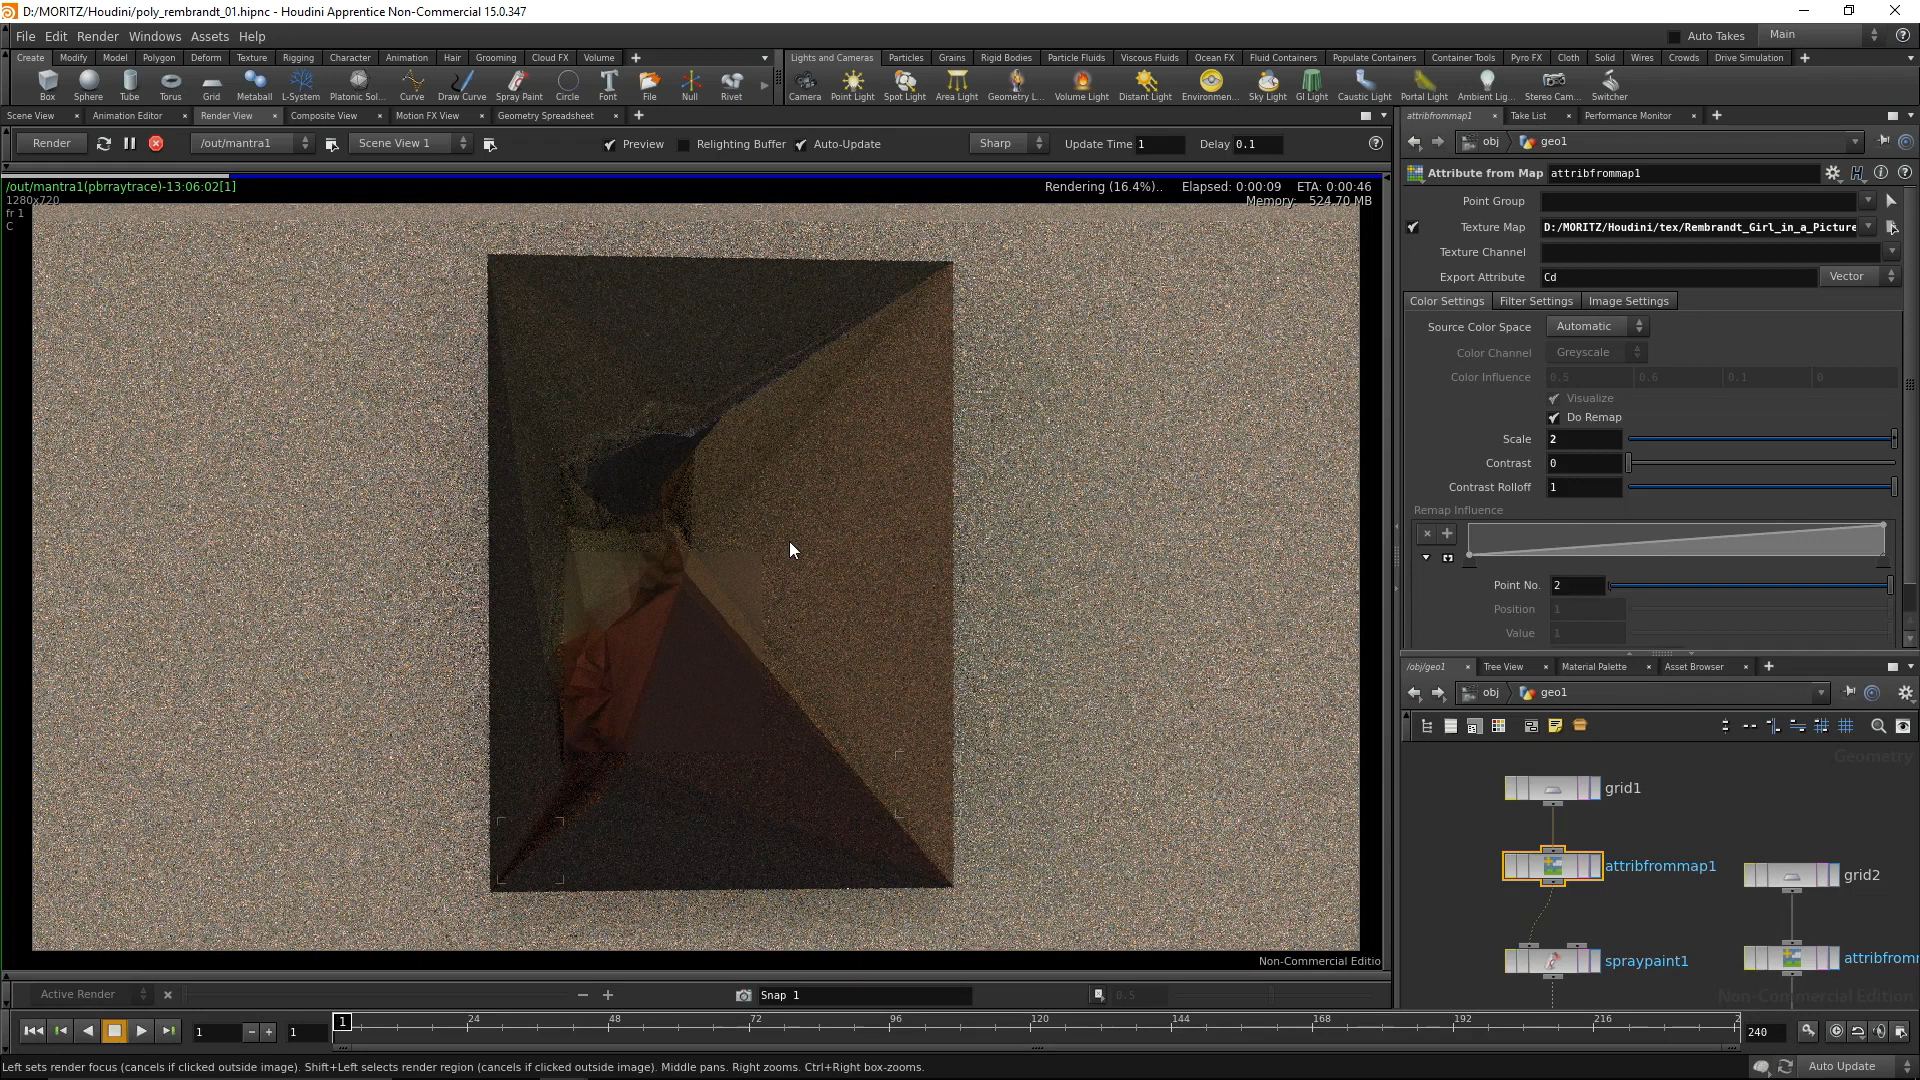 D:/MORITZ/Houdini/poly_rembrandt_01.hipnc - Houdini Apprentice Non-Commercial 15.0.347
File Edit Render Windows Assets Help
Auto Takes Main
Create Modify Model Polygon Deform Texture Rigging Character Animation Hair Grooming Cloud FX Volume
Lights and Cameras Particles Grains Rigid Bodies Particle Fluids Viscous Fluids Ocean FX Fluid Containers Populate Containers Container Tools Pyro FX Cloth Solid Wires Crowds Drive Simulation
Box Sphere Tube Torus Grid Metaball L-System Platonic Sol... Curve Draw Curve Spray Paint Circle Font File Null Rivet
Camera Point Light Spot Light Area Light Geometry L... Volume Light Distant Light Environmen... Sky Light GI Light Caustic Light Portal Light Ambient Lig... Stereo Cam... Switcher
Scene View Animation Editor Render View Composite View Motion FX View Geometry Spreadsheet
Render /out/mantra1 Scene View 1 Preview Relighting Buffer Auto-Update Sharp Update Time 1 Delay 0.1
/out/mantra1(pbrraytrace)-13:06:02[1]
Rendering (16.4%).. Elapsed: 0:00:09 ETA: 0:00:46
1280x720
Memory: 524.70 MB
fr 1
C
Non-Commercial Editio
Active Render Snap 1 0.5
1 1 1 24 48 72 96 120 144 168 192 216 2 240
Left sets render focus (cancels if clicked outside image). Shift+Left selects render region (cancels if clicked outside image). Middle pans. Right zooms. Ctrl+Right box-zooms.
Auto Update
attribfrommap1 Take List Performance Monitor
obj geo1
Attribute from Map attribfrommap1
Point Group
Texture Map D:/MORITZ/Houdini/tex/Rembrandt_Girl_in_a_Picture
Texture Channel
Export Attribute Cd Vector
Color Settings Filter Settings Image Settings
Source Color Space Automatic
Color Channel Greyscale
Color Influence 0.5 0.6 0.1 0
Visualize
Do Remap
Scale 2
Contrast 0
Contrast Rolloff 1
Remap Influence
Point No. 2
Position 1
Value 1
/obj/geo1 Tree View Material Palette Asset Browser
obj geo1
Geometry
grid1
attribfrommap1
grid2
spraypaint1
attribfromr
Non-Commercial Edition